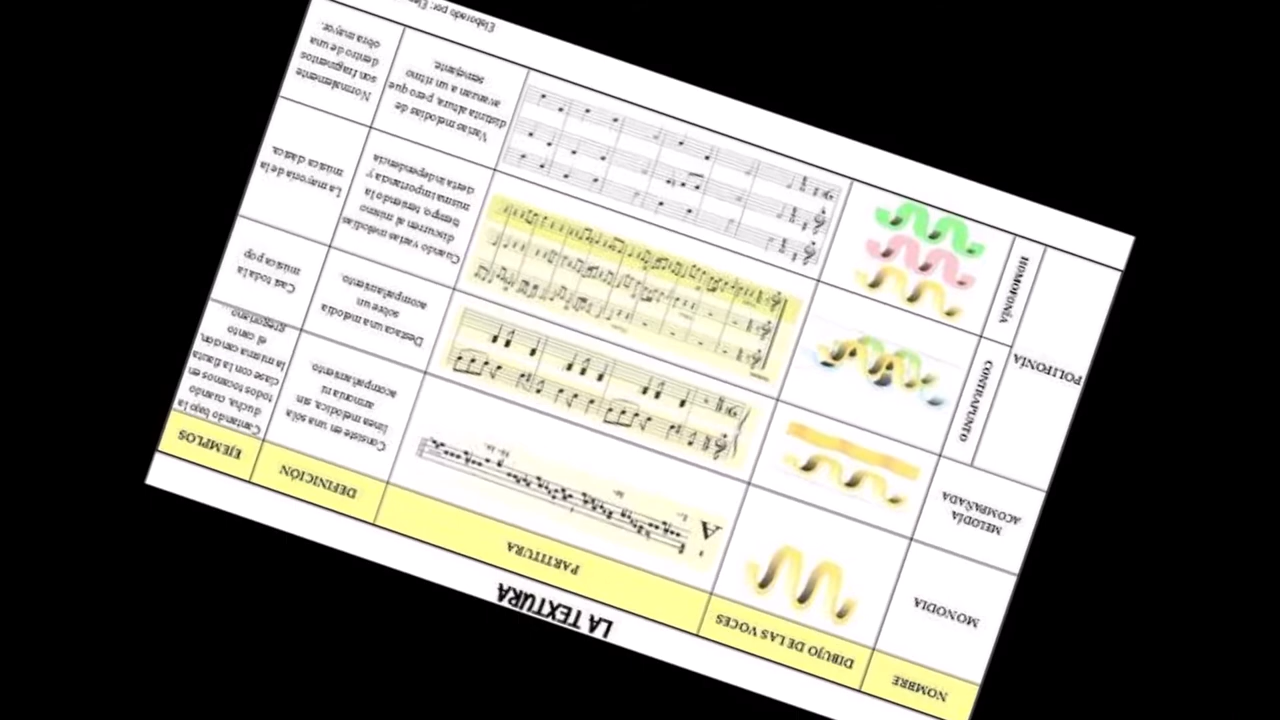 LA TEXTURA
NOMBRE
DIBUJO DE LAS VOCES
PARTITURA
DEFINICIÓN
EJEMPLOS
MONODIA
A
Consiste en una sola
línea melódica, sin
armonía ni
acompañamiento.
Cantando bajo la
ducha, cuando
todos tocamos en
clase con la flauta
la misma canción,
el canto
gregoriano...
MELODÍA
ACOMPAÑADA
Destaca una melodía
sobre un
acompañamiento.
Casi toda la
música pop
POLIFONÍA
CONTRAPUNTO
Cuando varias melodías
discurren al mismo
tiempo, teniendo la
misma importancia y
cierta independencia
La mayoría de la
música clásica.
HOMOFONÍA
Varias melodías de
distinta altura, pero que
avanzan a un ritmo
semejante.
Normalmente
son fragmentos
dentro de una
obra mayor.
Elaborado por: